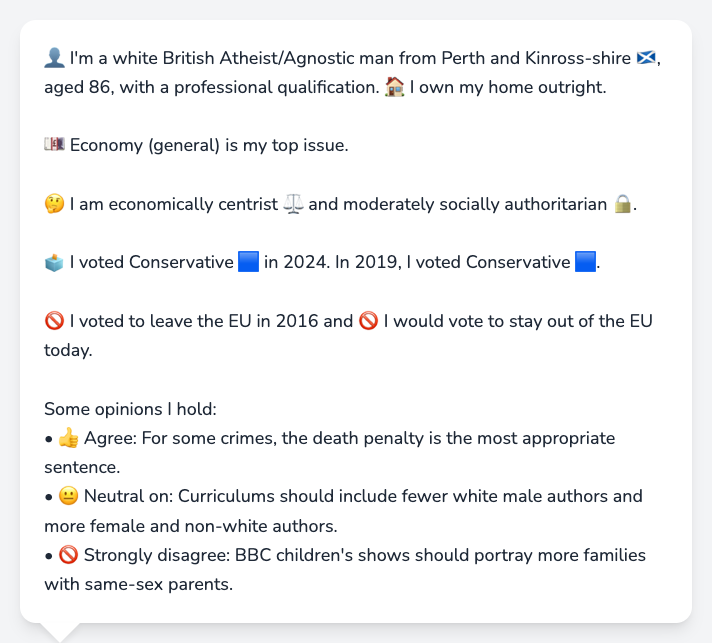 👤 I'm a white British Atheist/Agnostic man from Perth and Kinross-shire 🏴󠁧󠁢󠁳󠁣󠁴󠁿,
aged 86, with a professional qualification. 🏠 I own my home outright.
💷 Economy (general) is my top issue.
🤔 I am economically centrist ⚖️ and moderately socially authoritarian 🔒.
🗳️ I voted Conservative 🟦 in 2024. In 2019, I voted Conservative 🟦.
🚫 I voted to leave the EU in 2016 and 🚫 I would vote to stay out of the EU
today.
Some opinions I hold:
• 👍 Agree: For some crimes, the death penalty is the most appropriate
sentence.
• 😐 Neutral on: Curriculums should include fewer white male authors and
more female and non-white authors.
• 🚫 Strongly disagree: BBC children's shows should portray more families
with same-sex parents.